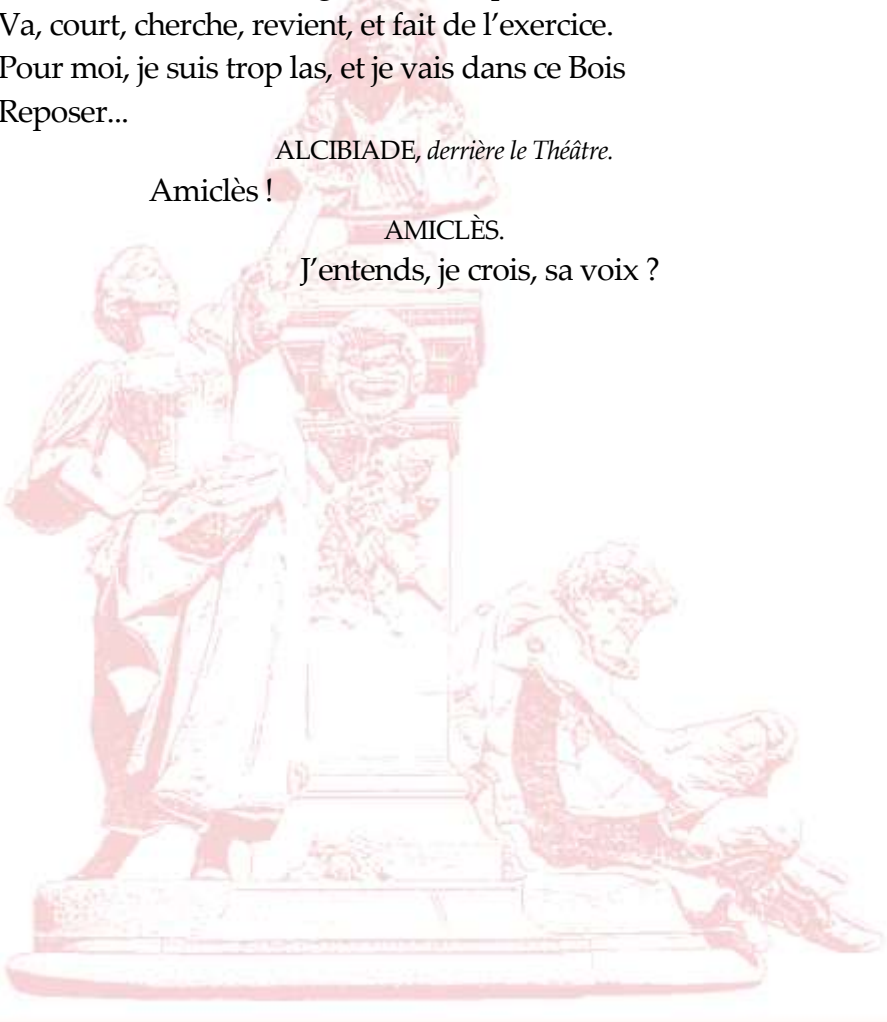 Va, court, cherche, revient, et fait de l’exercice.
Pour moi, je suis trop las, et je vais dans ce Bois
Reposer...
ALCIBIADE, derrière le Théâtre.
Amiclès !
AMICLÈS.
J’entends, je crois, sa voix ?